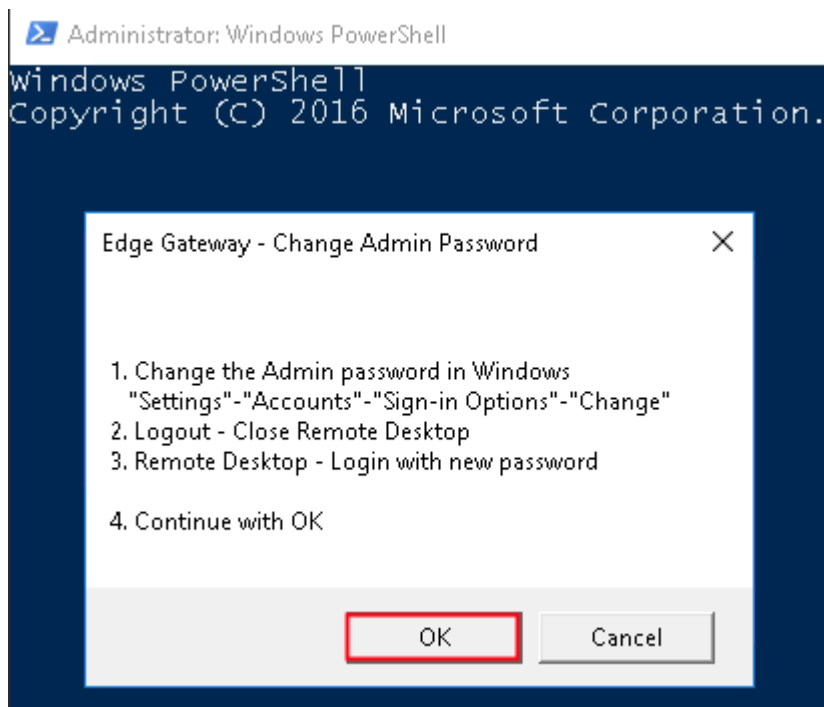 Administrator: Windows PowerShell
Windows PowerShell
Copyright (C) 2016 Microsoft Corporation.
Edge Gateway - Change Admin Password
1. Change the Admin password in Windows
"Settings"-"Accounts"-"Sign-in Options"-"Change"
2. Logout - Close Remote Desktop
3. Remote Desktop - Login with new password
4. Continue with OK
OK Cancel